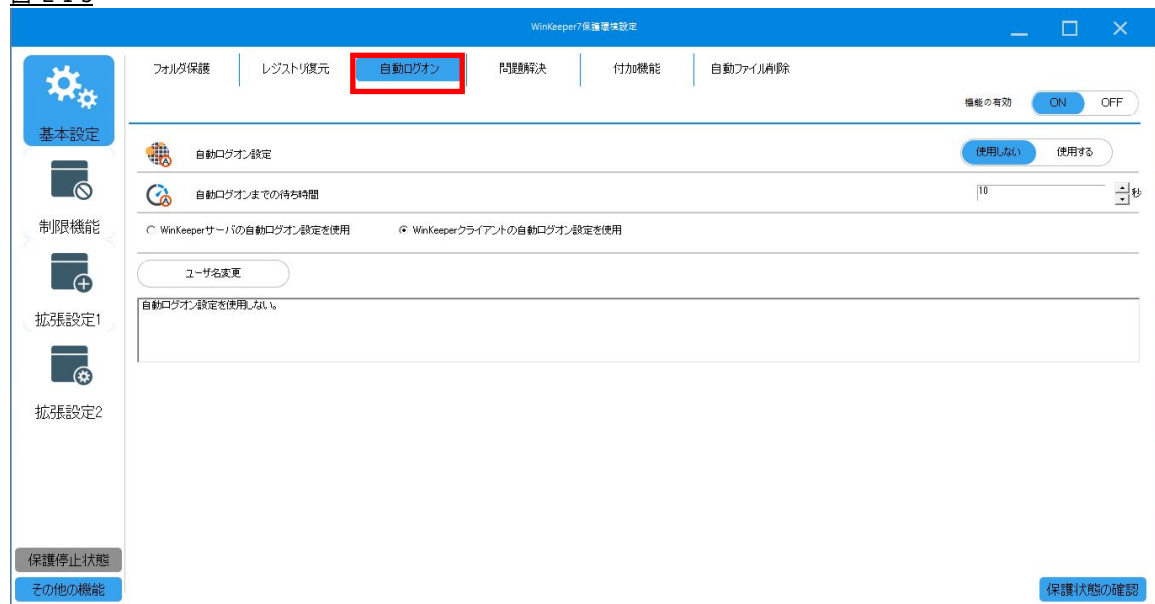 WinKeeper7保護環境設定
フォルダ保護 レジストリ復元 自動ログオン 問題解決 付加機能 自動ファイル削除
機能の有効 ON OFF
基本設定
自動ログオン設定 使用しない 使用する
自動ログオンまでの待ち時間 10 秒
制限機能
WinKeeperサーバの自動ログオン設定を使用 WinKeeperクライアントの自動ログオン設定を使用
ユーザ名変更
自動ログオン設定を使用しない。
拡張設定1
拡張設定2
保護停止状態
その他の機能
保護状態の確認